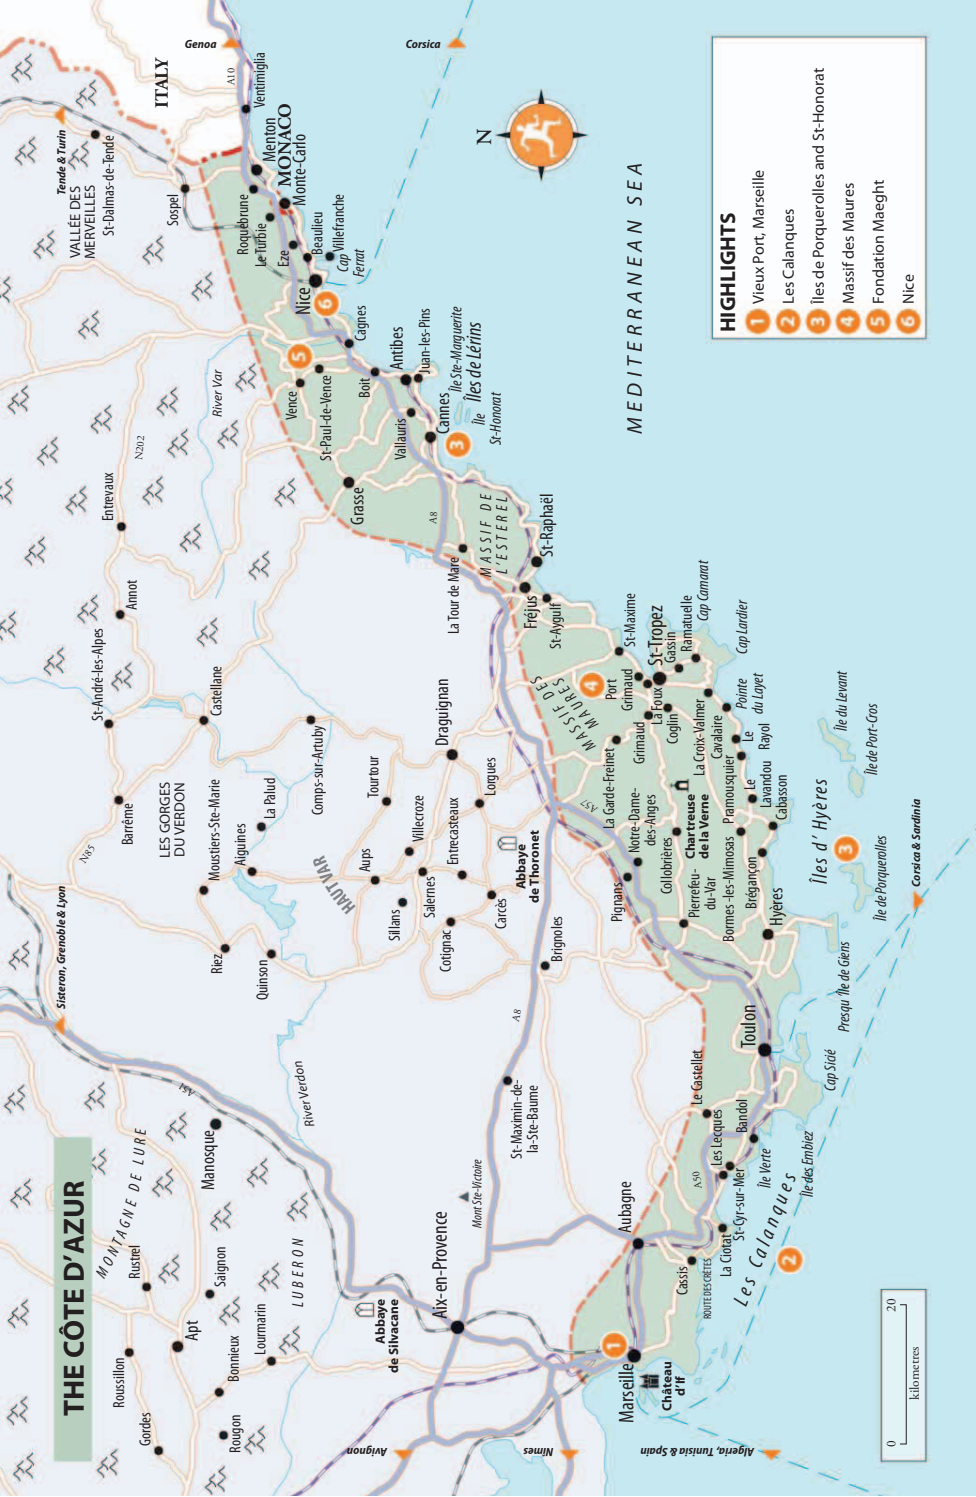 THE CÔTE D'AZUR
HIGHLIGHTS
1 Vieux Port, Marseille
2 Les Calanques
3 Îles de Porquerolles and St-Honorat
4 Massif des Maures
5 Fondation Maeght
6 Nice
0 20
kilometres
N
MEDITERRANEAN SEA
ITALY
MONACO
Genoa
Corsica
Tende & Turin
Sisteron, Grenoble & Lyon
Avignon
Nîmes
Algeria, Tunisia & Spain
Corsica & Sardinia
VALLÉE DES
MERVEILLES
St-Dalmas-de-Tende
Sospel
Ventimiglia
A10
Menton
Monte-Carlo
Roquebrune
Le Turbie
Eze
Beaulieu
Villefranche
Cap
Ferrat
Nice
6
Cagnes
5
Vence
St-Paul-de-Vence
Boit
Antibes
Juan-les-Pins
Vallauris
Cannes
3
Île Ste-Marguerite
Îles de Lérins
Île
St-Honorat
Grasse
River Var
N202
Entrevaux
Annot
St-André-les-Alpes
Castellane
Barrême
N85
LES GORGES
DU VERDON
Moustiers-Ste-Marie
La Palud
Aiguines
Comps-sur-Artuby
Riez
Quinson
HAUT VAR
Tourtour
Aups
Villecroze
Sillans
Salernes
Entrecasteaux
Cotignac
Carcès
Lorgues
Draguignan
Abbaye
de Thoronet
Brignoles
A8
A8
La Tour de Mare
MASSIF DE
L'ESTEREL
St-Raphaël
Fréjus
St-Aygulf
MASSIF DES
MAURES
4
St-Maxime
Port
Grimaud
St-Tropez
Gassin
Ramatuelle
Cap Camarat
Cap Lardier
La Foux
Coglin
Grimaud
La Garde-Freinet
La Croix-Valmer
Cavalaire
Pointe
du Layet
Le
Rayol
Pramousquier
Le
Lavandou
Cabasson
A57
Notre-Dame-
des-Anges
Chartreuse
de la Verne
Collobrières
Pignans
Pierrefeu-
du-Var
Bormes-les-Mimosas
Brégançon
Hyères
Îles d'Hyères
3
Île du Levant
Île de Port-Cros
Île de Porquerolles
Presqu'île de Giens
Toulon
Cap Sicié
Le Castellet
Les Lecques
Bandol
Île Verte
Île des Embiez
A50
St-Cyr-sur-Mer
La Ciotat
ROUTE DES CRÊTES
Cassis
Les Calanques
2
Aubagne
Marseille
1
Château
d'If
St-Maximin-de-
la-Ste-Baume
Mont Ste-Victoire
Aix-en-Provence
Abbaye
de Silvacane
River Verdon
A51
Manosque
MONTAGNE DE LURE
LUBERON
Rustrel
Saignon
Apt
Lourmarin
Bonnieux
Roussillon
Gordes
Rougon